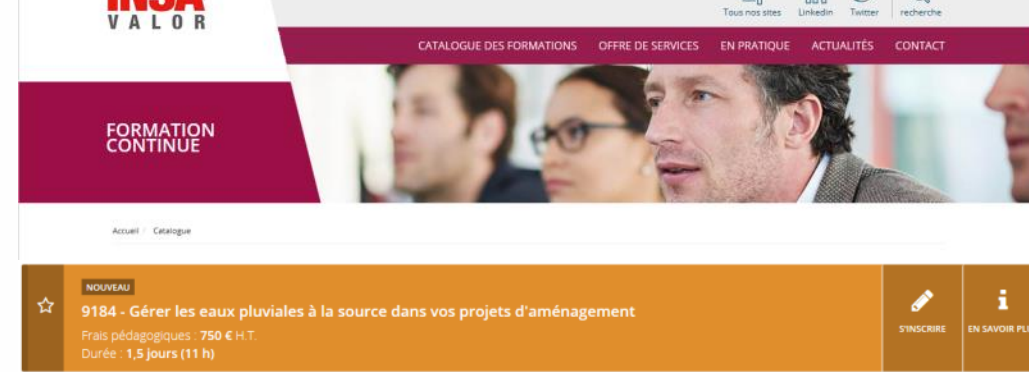 INSA
VALOR
Tous nos sites Linkedin Twitter recherche
CATALOGUE DES FORMATIONS OFFRE DE SERVICES EN PRATIQUE ACTUALITÉS CONTACT
FORMATION
CONTINUE
Accueil / Catalogue
NOUVEAU
9184 - Gérer les eaux pluviales à la source dans vos projets d'aménagement
Frais pédagogiques : 750 € H.T.
Durée : 1,5 jours (11 h)
S'INSCRIRE
EN SAVOIR PL